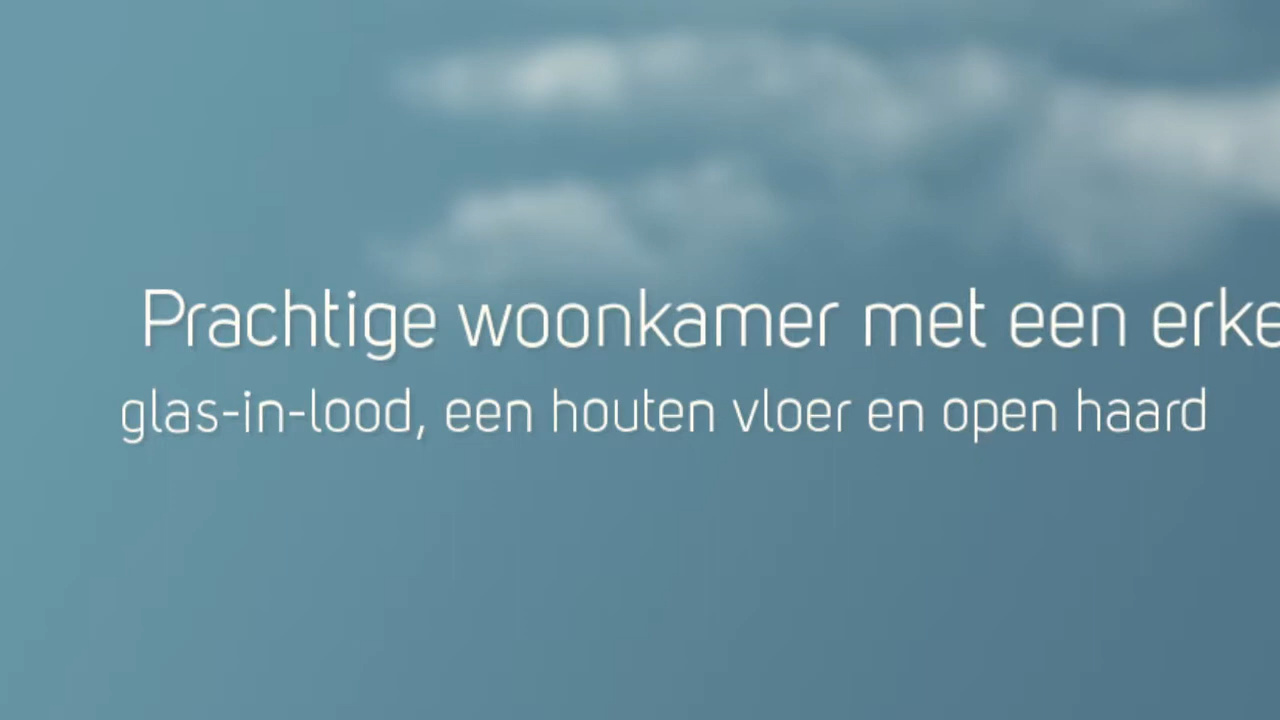 Prachtige woonkamer met een erke
glas-in-lood, een houten vloer en open haard